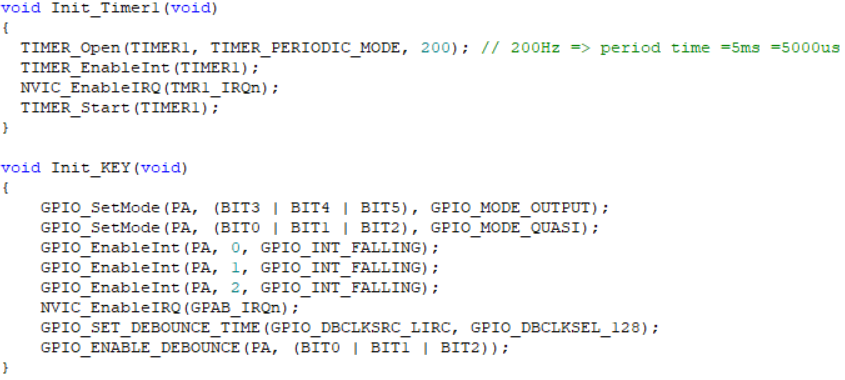 void Init_Timer1(void)
{
  TIMER_Open(TIMER1, TIMER_PERIODIC_MODE, 200); // 200Hz => period time =5ms =5000us
  TIMER_EnableInt(TIMER1);
  NVIC_EnableIRQ(TMR1_IRQn);
  TIMER_Start(TIMER1);
}

void Init_KEY(void)
{
    GPIO_SetMode(PA, (BIT3 | BIT4 | BIT5), GPIO_MODE_OUTPUT);
    GPIO_SetMode(PA, (BIT0 | BIT1 | BIT2), GPIO_MODE_QUASI);
    GPIO_EnableInt(PA, 0, GPIO_INT_FALLING);
    GPIO_EnableInt(PA, 1, GPIO_INT_FALLING);
    GPIO_EnableInt(PA, 2, GPIO_INT_FALLING);
    NVIC_EnableIRQ(GPAB_IRQn);
    GPIO_SET_DEBOUNCE_TIME(GPIO_DBCLKSRC_LIRC, GPIO_DBCLKSEL_128);
    GPIO_ENABLE_DEBOUNCE(PA, (BIT0 | BIT1 | BIT2));
}